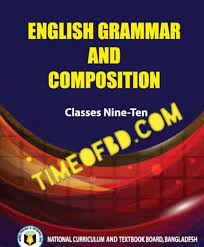 ENGLISH GRAMMAR
AND
COMPOSITION
Classes Nine-Ten
TIMEOFBD.COM
NATIONAL CURRICULUM AND TEXTBOOK BOARD, BANGLADESH